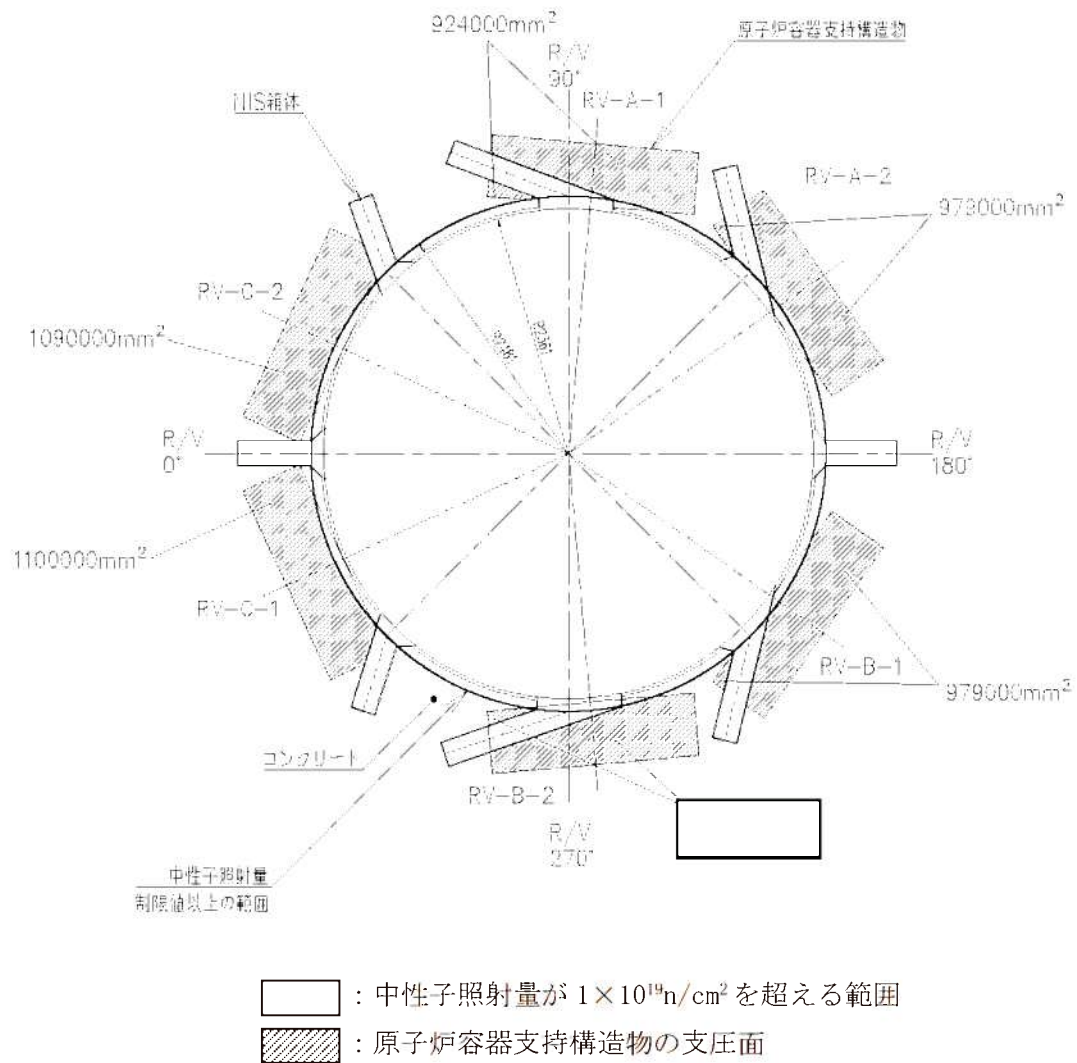 924000mm²
原子炉容器支持構造物
R/V
90°
RV-A-1
NIS箱体
RV-A-2
979000mm²
RV-C-2
1090000mm²
R/V
0°
R/V
180°
1100000mm²
RV-C-1
RV-B-1
979000mm²
コンクリート
RV-B-2
R/V
270°
中性子照射量
制限値以上の範囲
：中性子照射量が 1×10¹⁹n/cm² を超える範囲
：原子炉容器支持構造物の支圧面